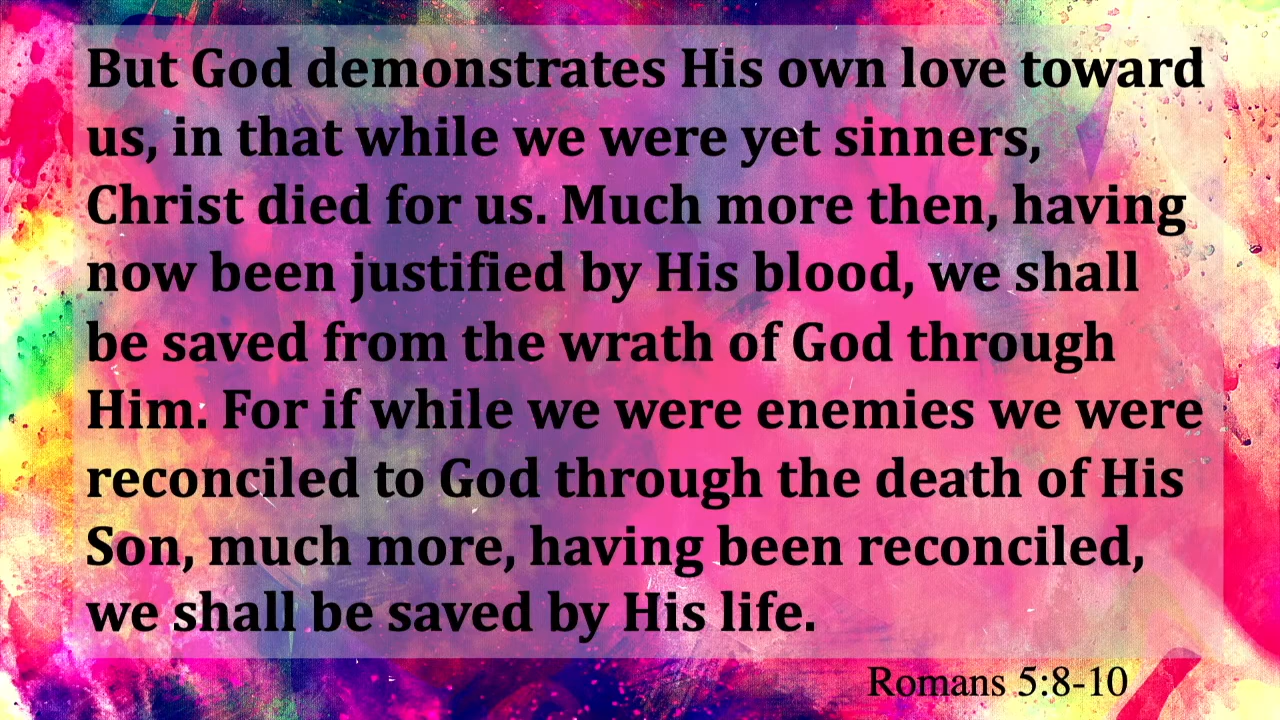 But God demonstrates His own love toward
us, in that while we were yet sinners,
Christ died for us. Much more then, having
now been justified by His blood, we shall
be saved from the wrath of God through
Him. For if while we were enemies we were
reconciled to God through the death of His
Son, much more, having been reconciled,
we shall be saved by His life.
Romans 5:8-10